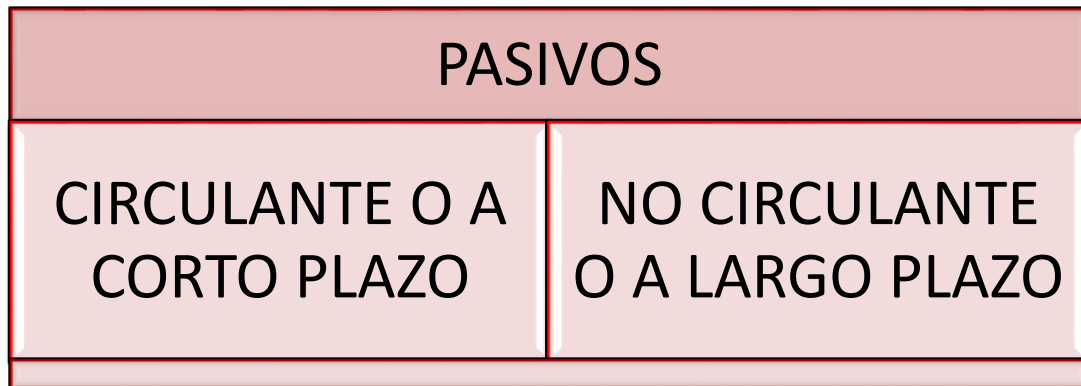 PASIVOS
CIRCULANTE O A
CORTO PLAZO
NO CIRCULANTE
O A LARGO PLAZO